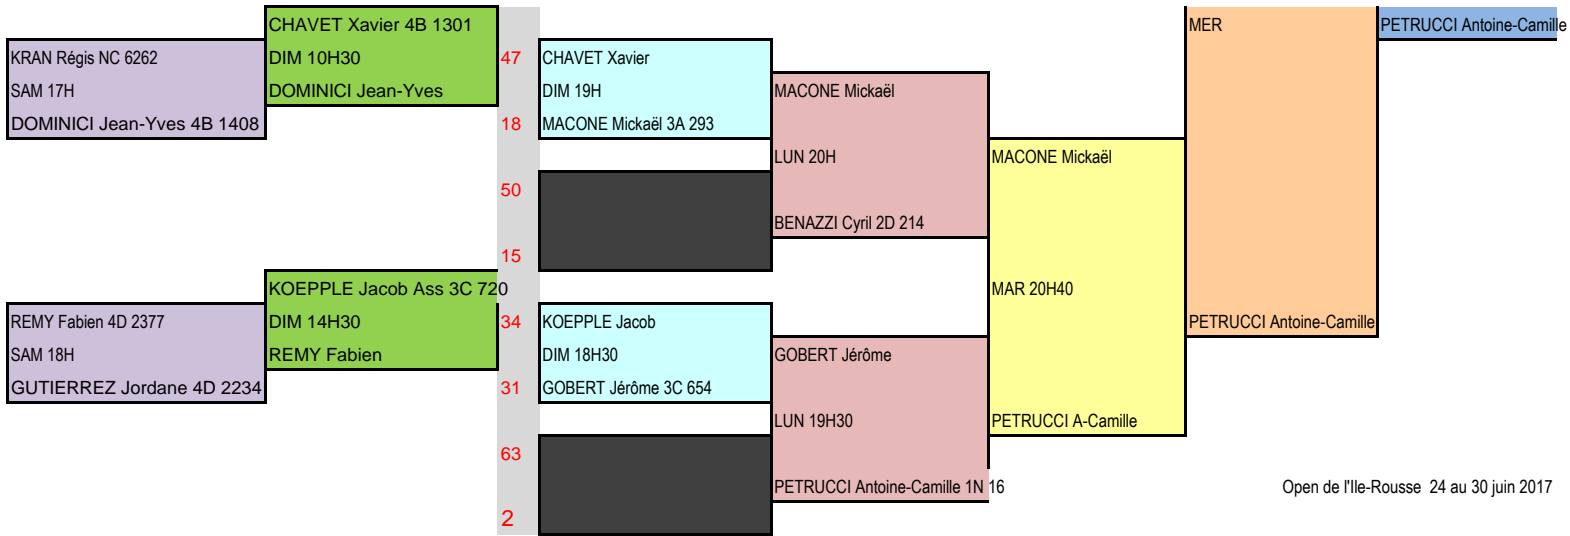 CHAVET Xavier 4B 1301
MER
PETRUCCI Antoine-Camille
KRAN Régis NC 6262
DIM 10H30
47
CHAVET Xavier
SAM 17H
DOMINICI Jean-Yves
DIM 19H
MACONE Mickaël
DOMINICI Jean-Yves 4B 1408
18
MACONE Mickaël 3A 293
LUN 20H
MACONE Mickaël
50
BENAZZI Cyril 2D 214
15
KOEPPLE Jacob Ass 3C 720
MAR 20H40
REMY Fabien 4D 2377
DIM 14H30
34
KOEPPLE Jacob
PETRUCCI Antoine-Camille
SAM 18H
REMY Fabien
DIM 18H30
GOBERT Jérôme
GUTIERREZ Jordane 4D 2234
31
GOBERT Jérôme 3C 654
LUN 19H30
PETRUCCI A-Camille
63
PETRUCCI Antoine-Camille 1N 16
Open de l'Ile-Rousse 24 au 30 juin 2017
2